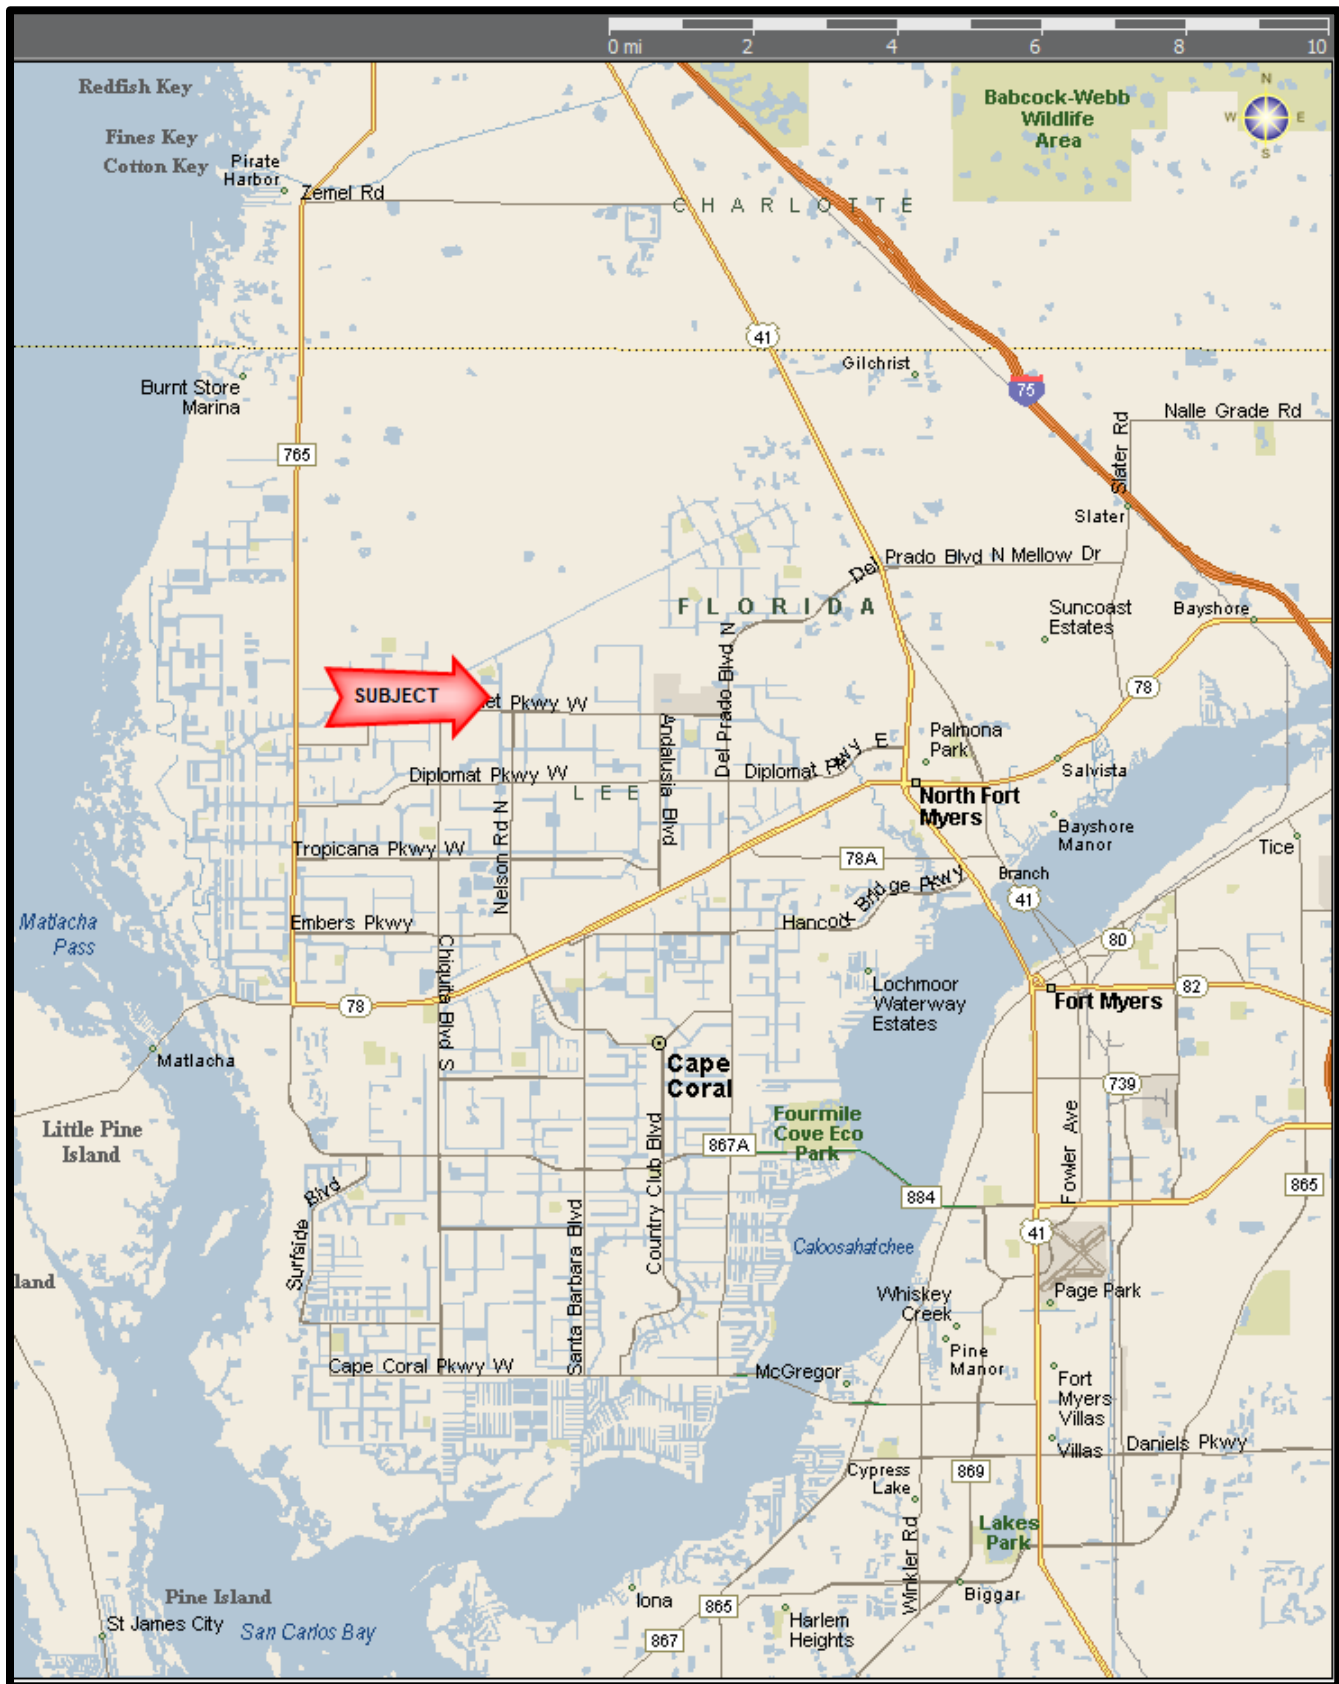 0 mi 2 4 6 8 10
Redfish Key
Babcock-Webb
Wildlife
Area
N
W E
S
Fines Key
Cotton Key
Pirate
Harbor
Zemel Rd
CHARLOTTE
41
Gilchrist
75
Burnt Store
Marina
Nalle Grade Rd
Slater Rd
765
Slater
Del Prado Blvd N Mellow Dr
FLORIDA
Suncoast
Estates
Bayshore
SUBJECT
Pkwy W
78
Andalusia Blvd
Del Prado Blvd N
Palmona
Park
Diplomat Pkwy W
Diplomat Pkwy E
Salvista
LEE
North Fort
Myers
Nelson Rd N
Bayshore
Manor
Tropicana Pkwy W
78A
Tice
Branch
41
Hancock Bridge Pkwy
Matlacha
Pass
Embers Pkwy
80
Chiquita Blvd S
Lochmoor
Waterway
Estates
82
Fort Myers
78
Matlacha
Cape
Coral
739
Little Pine
Island
Fourmile
Cove Eco
Park
867A
Country Club Blvd
Fowler Ave
865
884
Surfside Blvd
Santa Barbara Blvd
Caloosahatchee
41
land
Whiskey
Creek
Page Park
Pine
Manor
Cape Coral Pkwy W
McGregor
Fort
Myers
Villas
Villas
Daniels Pkwy
Cypress
Lake
869
Lakes
Park
Winkler Rd
Pine Island
Iona
865
Biggar
St James City
San Carlos Bay
Harlem
Heights
867